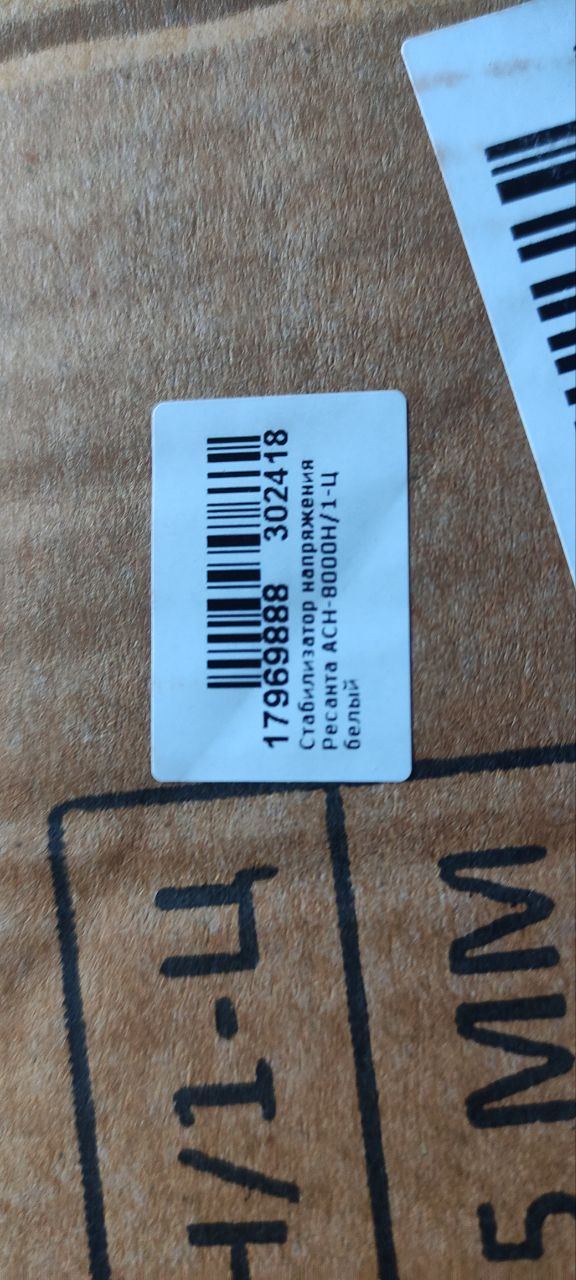 17969888 302418
Стабилизатор напряжения
Ресанта АСН-8000Н/1-Ц
белый
Н/1-Ц
5 ММ